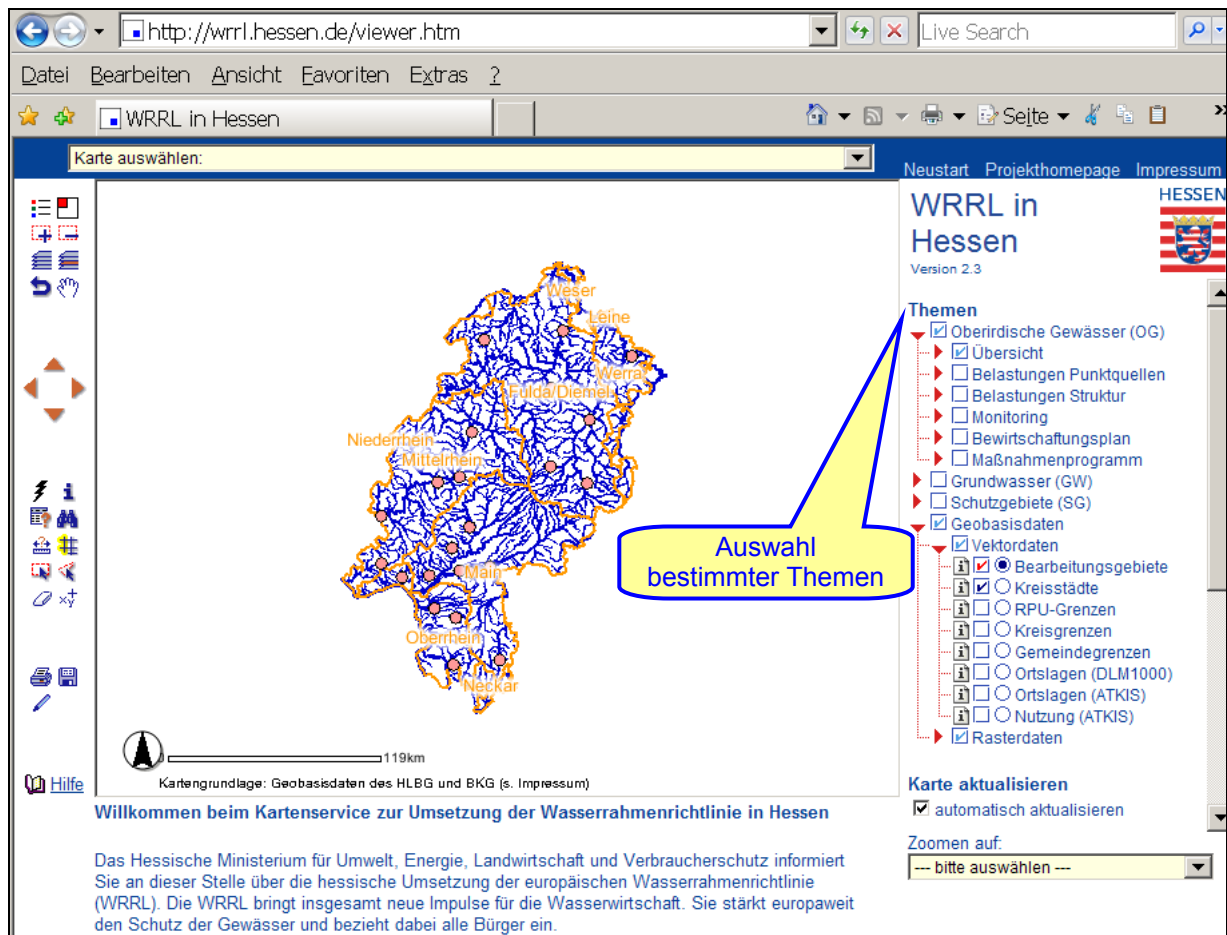 http://wrrl.hessen.de/viewer.htm
Live Search
Datei Bearbeiten Ansicht Favoriten Extras ?
WRRL in Hessen
Seite
Karte auswählen:
Neustart Projekthomepage Impressum
WRRL in
Hessen
HESSEN
Version 2.3
Weser
Leine
Werra
Fulda/Diemel
Niederrhein
Mittelrhein
Main
Oberrhein
Neckar
119km
Kartengrundlage: Geobasisdaten des HLBG und BKG (s. Impressum)
Hilfe
Auswahl
bestimmter Themen
Themen
Oberirdische Gewässer (OG)
Übersicht
Belastungen Punktquellen
Belastungen Struktur
Monitoring
Bewirtschaftungsplan
Maßnahmenprogramm
Grundwasser (GW)
Schutzgebiete (SG)
Geobasisdaten
Vektordaten
Bearbeitungsgebiete
Kreisstädte
RPU-Grenzen
Kreisgrenzen
Gemeindegrenzen
Ortslagen (DLM1000)
Ortslagen (ATKIS)
Nutzung (ATKIS)
Rasterdaten
Karte aktualisieren
automatisch aktualisieren
Zoomen auf:
--- bitte auswählen ---
Willkommen beim Kartenservice zur Umsetzung der Wasserrahmenrichtlinie in Hessen
Das Hessische Ministerium für Umwelt, Energie, Landwirtschaft und Verbraucherschutz informiert
Sie an dieser Stelle über die hessische Umsetzung der europäischen Wasserrahmenrichtlinie
(WRRL). Die WRRL bringt insgesamt neue Impulse für die Wasserwirtschaft. Sie stärkt europaweit
den Schutz der Gewässer und bezieht dabei alle Bürger ein.